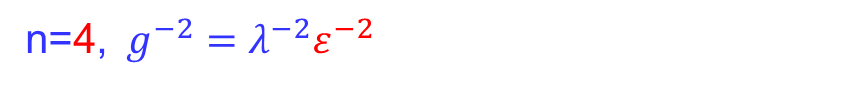 n=4, g⁻² = λ⁻²ε⁻²